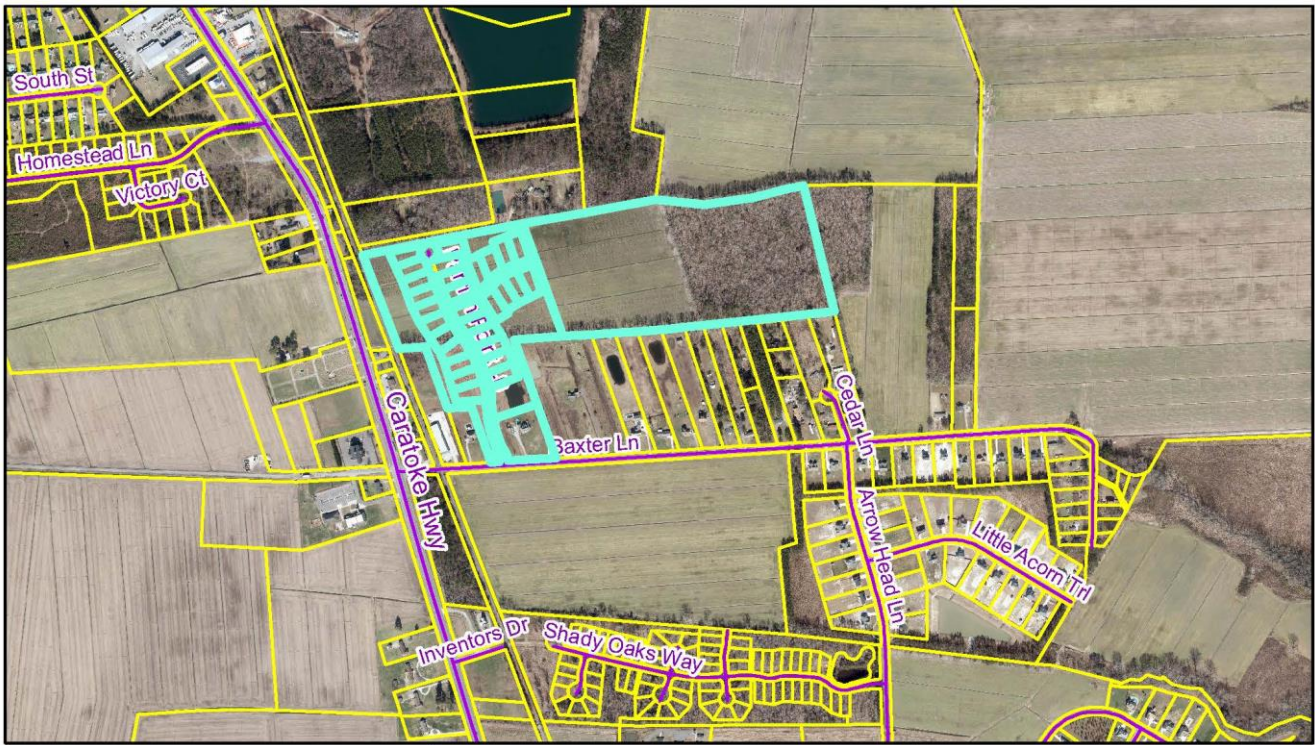 South St
Homestead Ln
Victory Ct
Caratoke Hwy
Baxter Ln
Cedar Ln
Arrow Head Ln
Little Acorn Trl
Inventors Dr
Shady Oaks Way